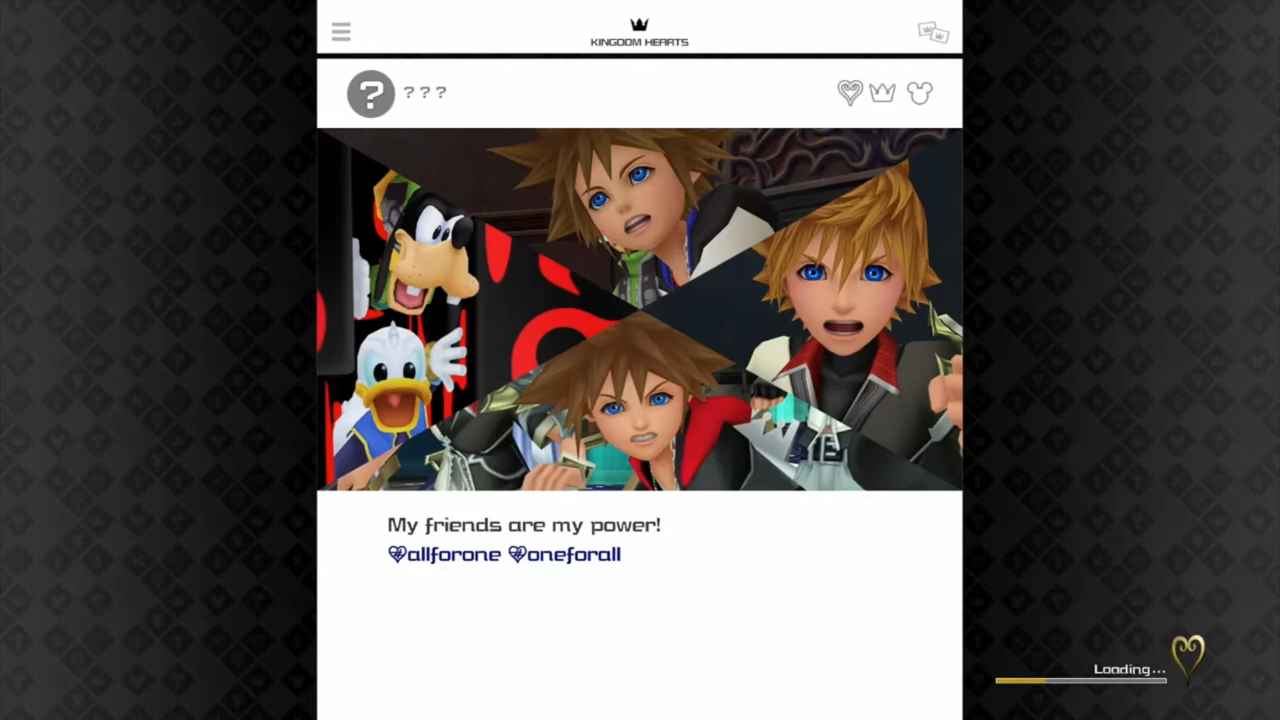 KINGDOM HEARTS
?
? ? ?
My friends are my power!
allforone oneforall
Loading...